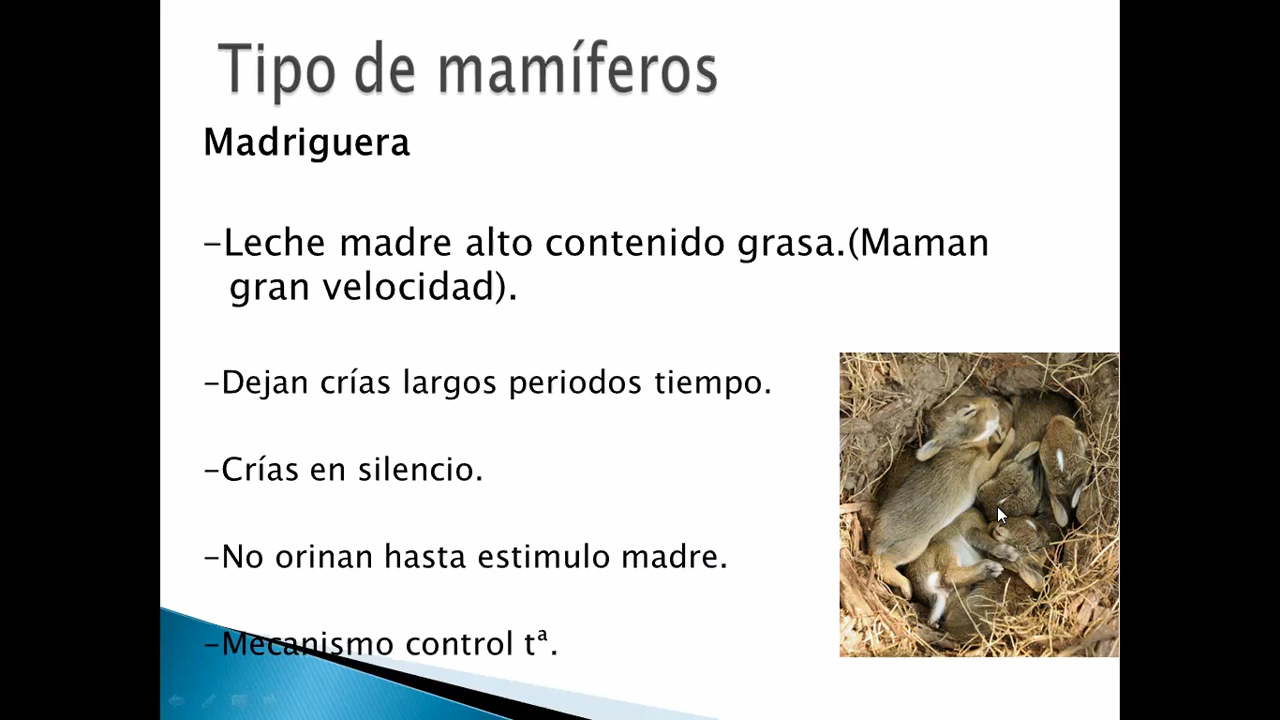 Tipo de mamíferos
Madriguera
-Leche madre alto contenido grasa.(Maman
gran velocidad).
-Dejan crías largos periodos tiempo.
-Crías en silencio.
-No orinan hasta estimulo madre.
-Mecanismo control tª.